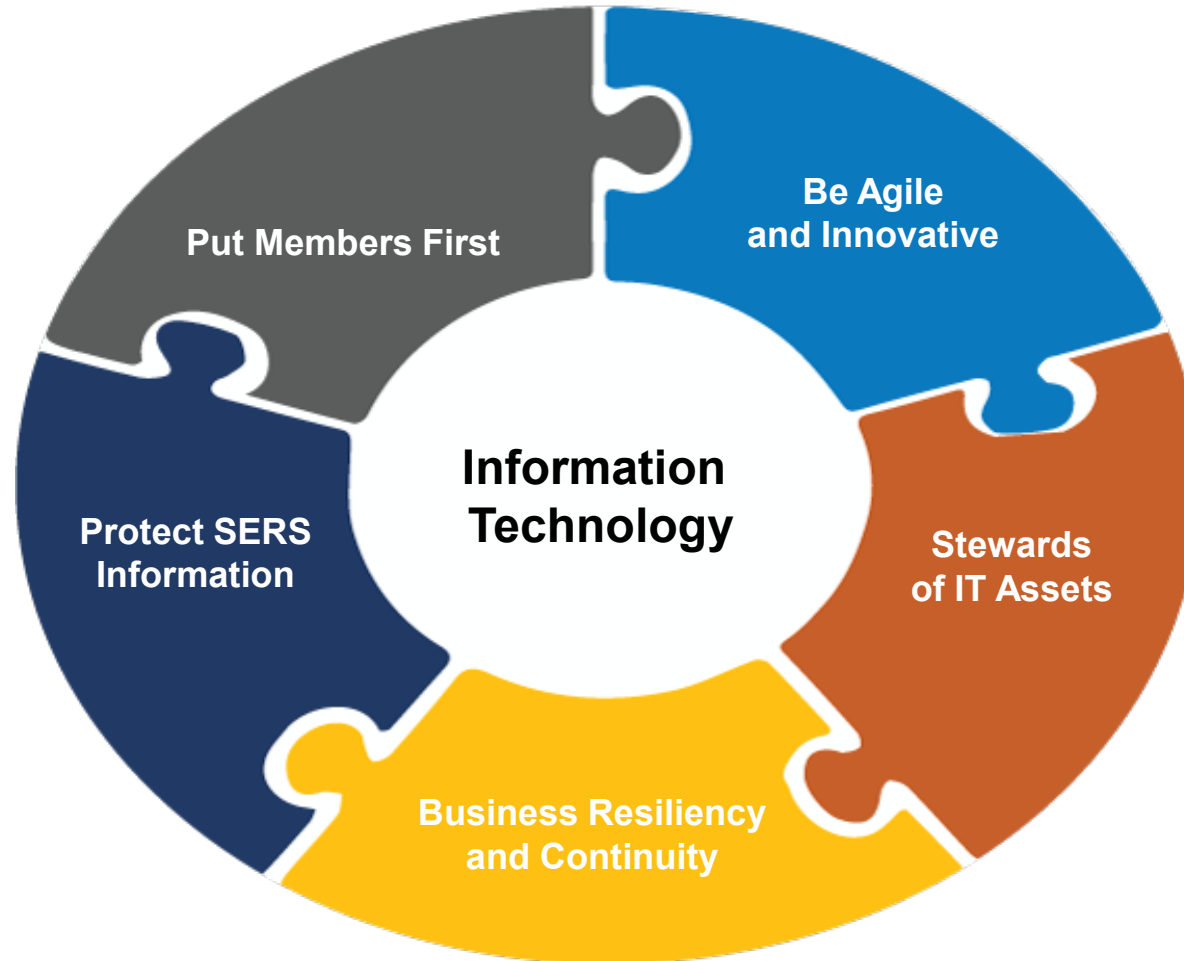 Put Members First
Be Agile
and Innovative
Information
Technology
Protect SERS
Information
Stewards
of IT Assets
Business Resiliency
and Continuity